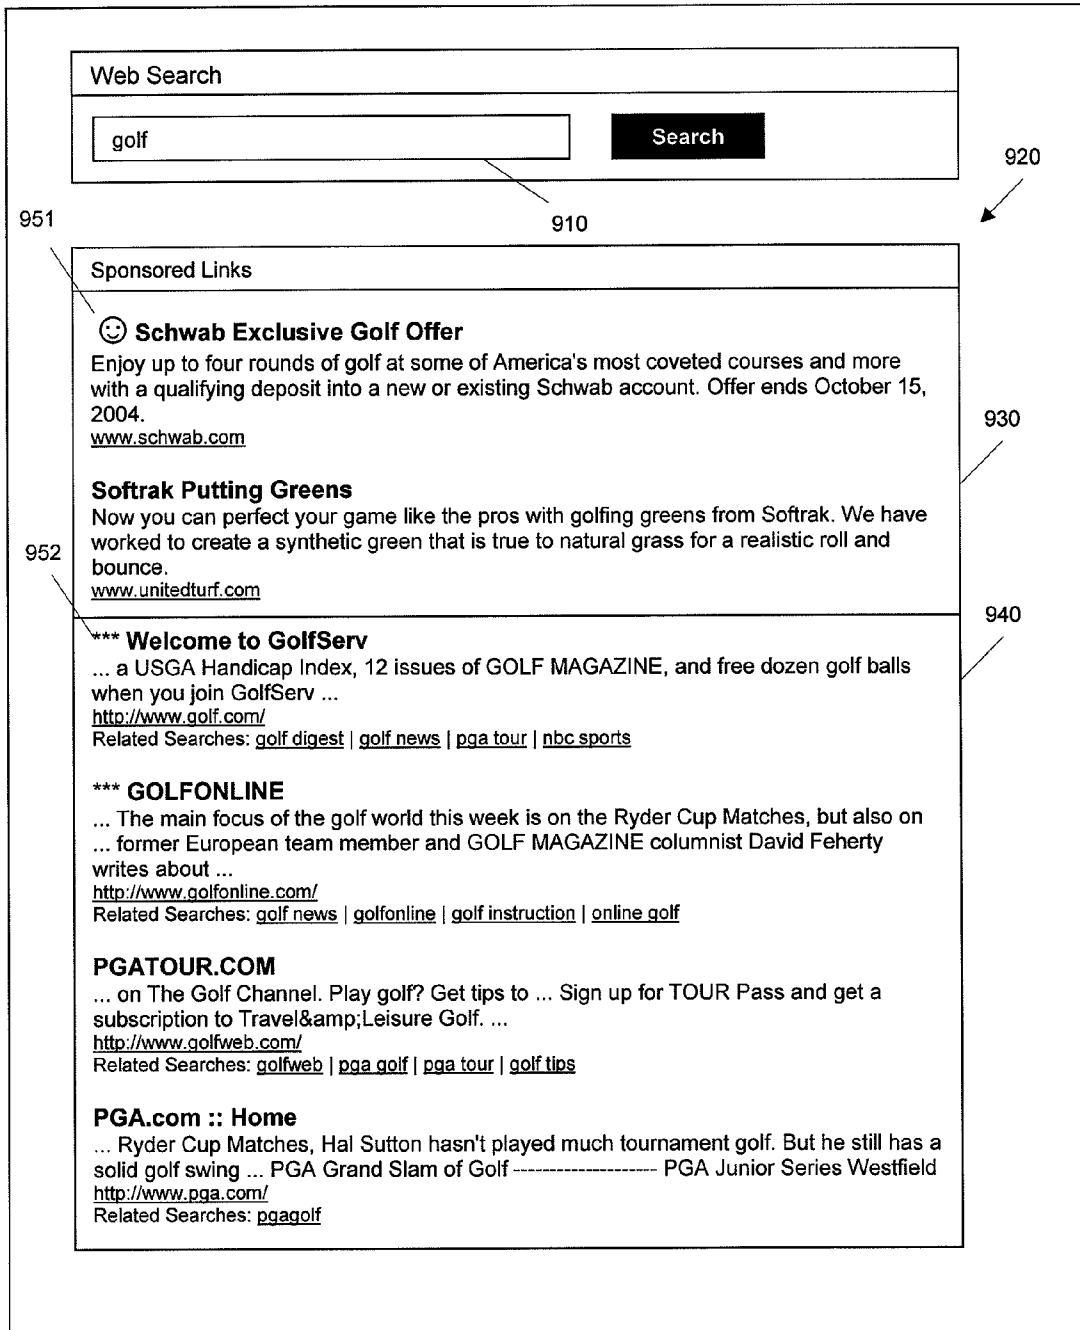 Web Search
golf
Search
920
910
951
Sponsored Links
Schwab Exclusive Golf Offer
Enjoy up to four rounds of golf at some of America's most coveted courses and more
with a qualifying deposit into a new or existing Schwab account. Offer ends October 15,
2004.
www.schwab.com
930
Softrak Putting Greens
Now you can perfect your game like the pros with golfing greens from Softrak. We have
worked to create a synthetic green that is true to natural grass for a realistic roll and
bounce.
www.unitedturf.com
952
940
*** Welcome to GolfServ
... a USGA Handicap Index, 12 issues of GOLF MAGAZINE, and free dozen golf balls
when you join GolfServ ...
http://www.golf.com/
Related Searches: golf digest | golf news | pga tour | nbc sports
*** GOLFONLINE
... The main focus of the golf world this week is on the Ryder Cup Matches, but also on
... former European team member and GOLF MAGAZINE columnist David Feherty
writes about ...
http://www.golfonline.com/
Related Searches: golf news | golfonline | golf instruction | online golf
PGATOUR.COM
... on The Golf Channel. Play golf? Get tips to ... Sign up for TOUR Pass and get a
subscription to Travel&amp;Leisure Golf. ...
http://www.golfweb.com/
Related Searches: golfweb | pga golf | pga tour | golf tips
PGA.com :: Home
... Ryder Cup Matches, Hal Sutton hasn't played much tournament golf. But he still has a
solid golf swing ... PGA Grand Slam of Golf --------------------- PGA Junior Series Westfield
http://www.pga.com/
Related Searches: pgagolf